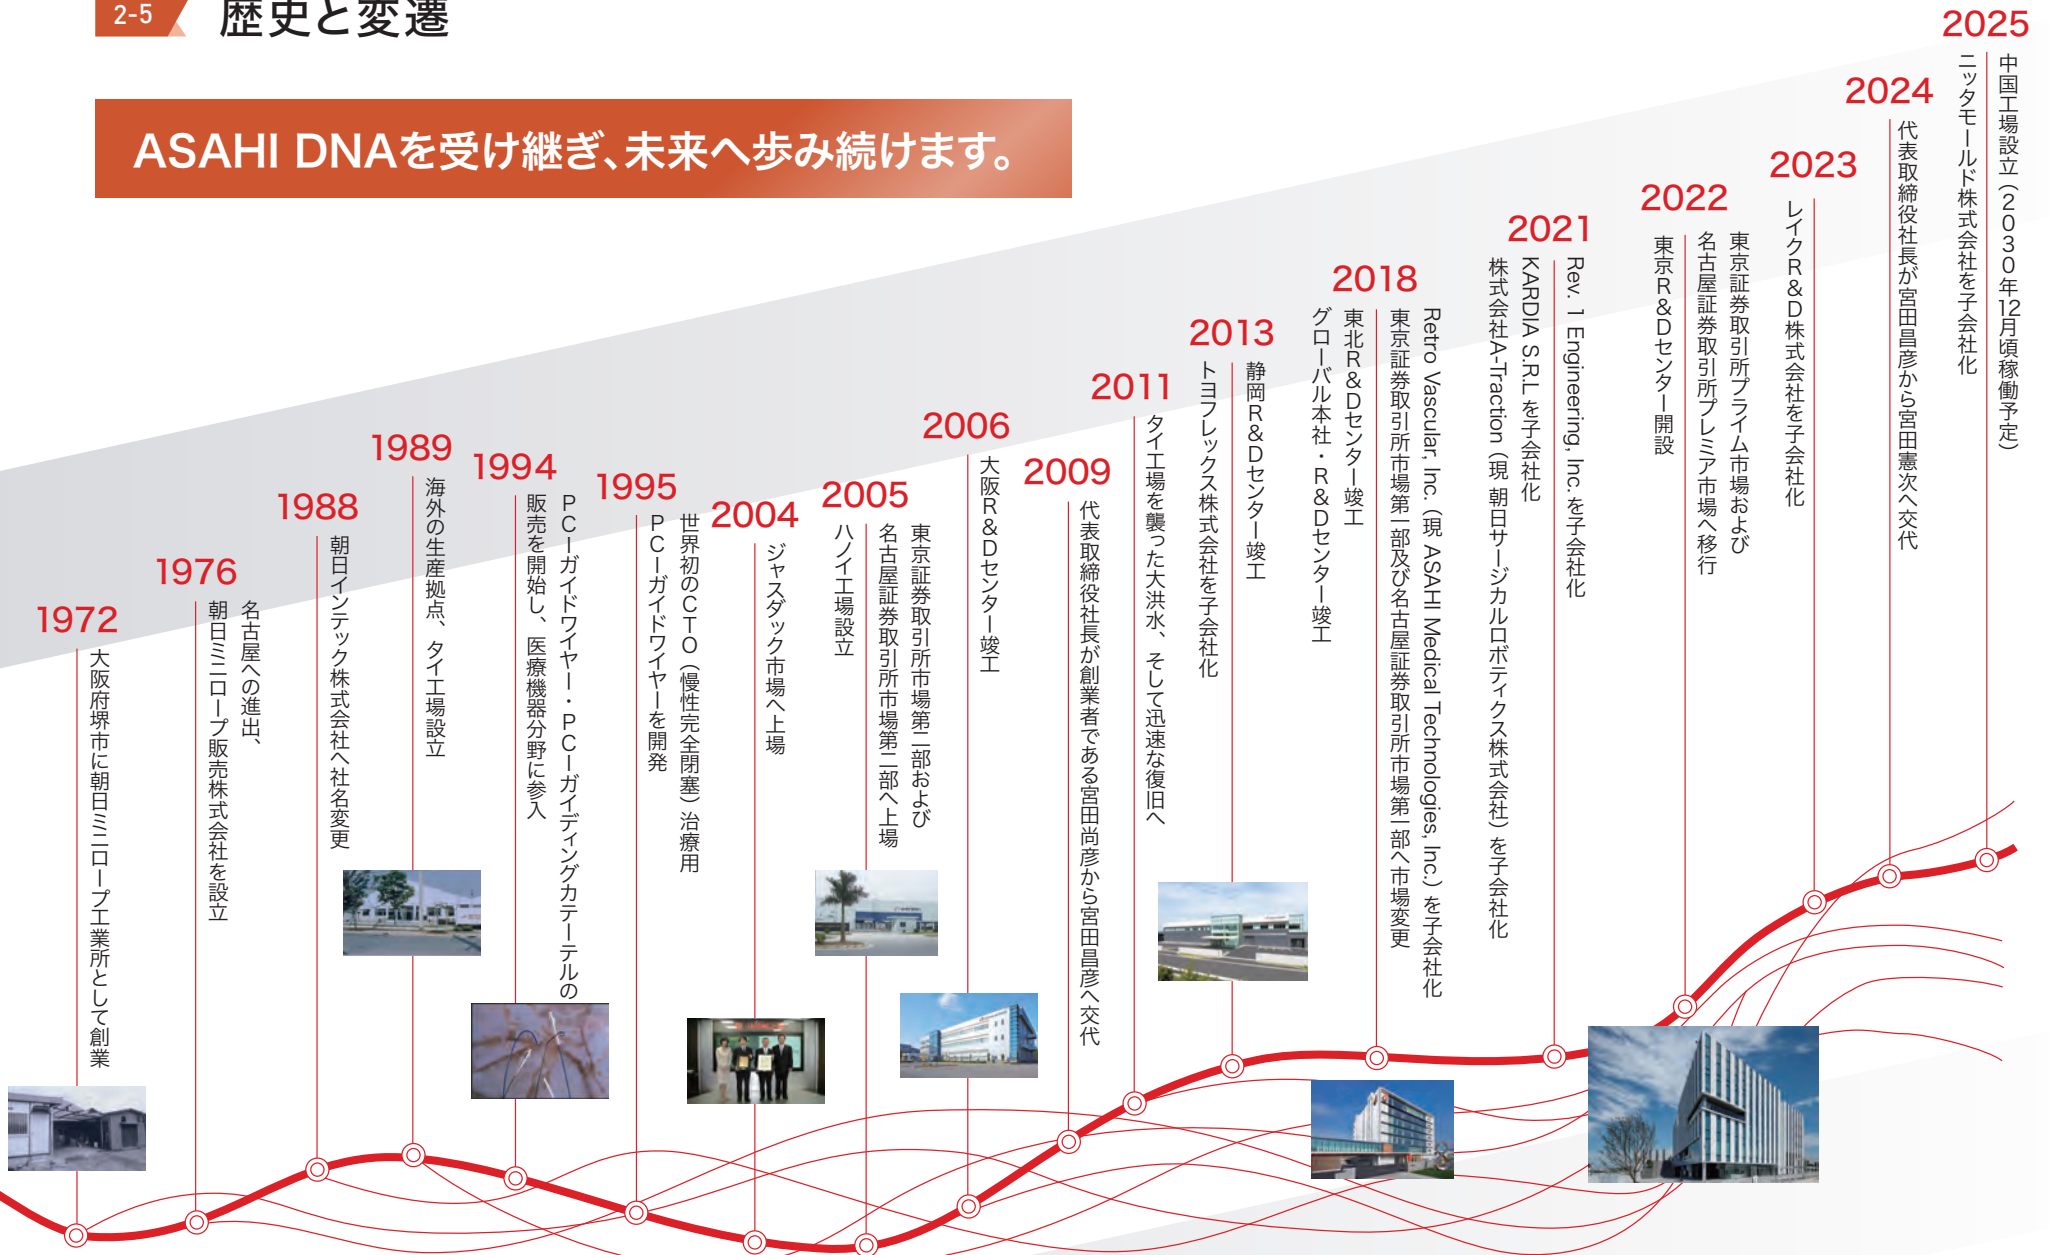 2-5
歴史と変遷
ASAHI DNAを受け継ぎ、未来へ歩み続けます。
1972
大阪府堺市に朝日ミニロープ工業所として創業
1976
名古屋への進出、
朝日ミニロープ販売株式会社を設立
1988
朝日インテック株式会社へ社名変更
1989
海外の生産拠点、タイ工場設立
1994
PCIガイドワイヤー・PCIガイディングカテーテルの
販売を開始し、医療機器分野に参入
1995
世界初のCTO（慢性完全閉塞）治療用
PCIガイドワイヤーを開発
2004
ジャスダック市場へ上場
2005
東京証券取引所市場第二部および
名古屋証券取引所市場第二部へ上場
ハノイ工場設立
2006
大阪R&Dセンター竣工
2009
代表取締役社長が創業者である宮田尚彦から宮田昌彦へ交代
2011
タイ工場を襲った大洪水、そして迅速な復旧へ
2013
静岡R&Dセンター竣工
トヨフレックス株式会社を子会社化
2018
Retro Vascular, Inc.（現 ASAHI Medical Technologies, Inc.）を子会社化
東京証券取引所市場第一部及び名古屋証券取引所市場第一部へ市場変更
東北R&Dセンター竣工
グローバル本社・R&Dセンター竣工
2021
Rev. 1 Engineering, Inc. を子会社化
KARDIA S.R.L を子会社化
株式会社A-Traction（現 朝日サージカルロボティクス株式会社）を子会社化
2022
東京証券取引所プライム市場および
名古屋証券取引所プレミア市場へ移行
東京R&Dセンター開設
2023
レイクR&D株式会社を子会社化
2024
代表取締役社長が宮田昌彦から宮田憲次へ交代
2025
中国工場設立（2030年12月頃稼働予定）
ニッタモールド株式会社を子会社化